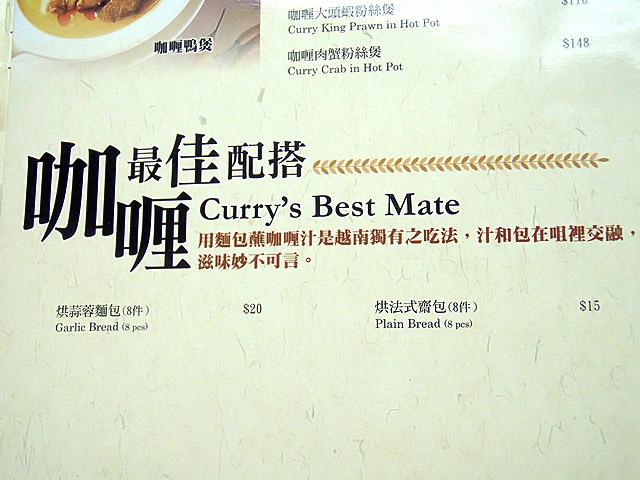 咖喱鴨煲
咖喱大頭蝦粉絲煲
Curry King Prawn in Hot Pot
咖喱肉蟹粉絲煲 $148
Curry Crab in Hot Pot
咖喱最佳配搭
Curry's Best Mate
用麵包蘸咖喱汁是越南獨有之吃法，汁和包在咀裡交融，
滋味妙不可言。
烘蒜蓉麵包(8件) $20
Garlic Bread (8 pcs)
烘法式齋包(8件) $15
Plain Bread (8 pcs)